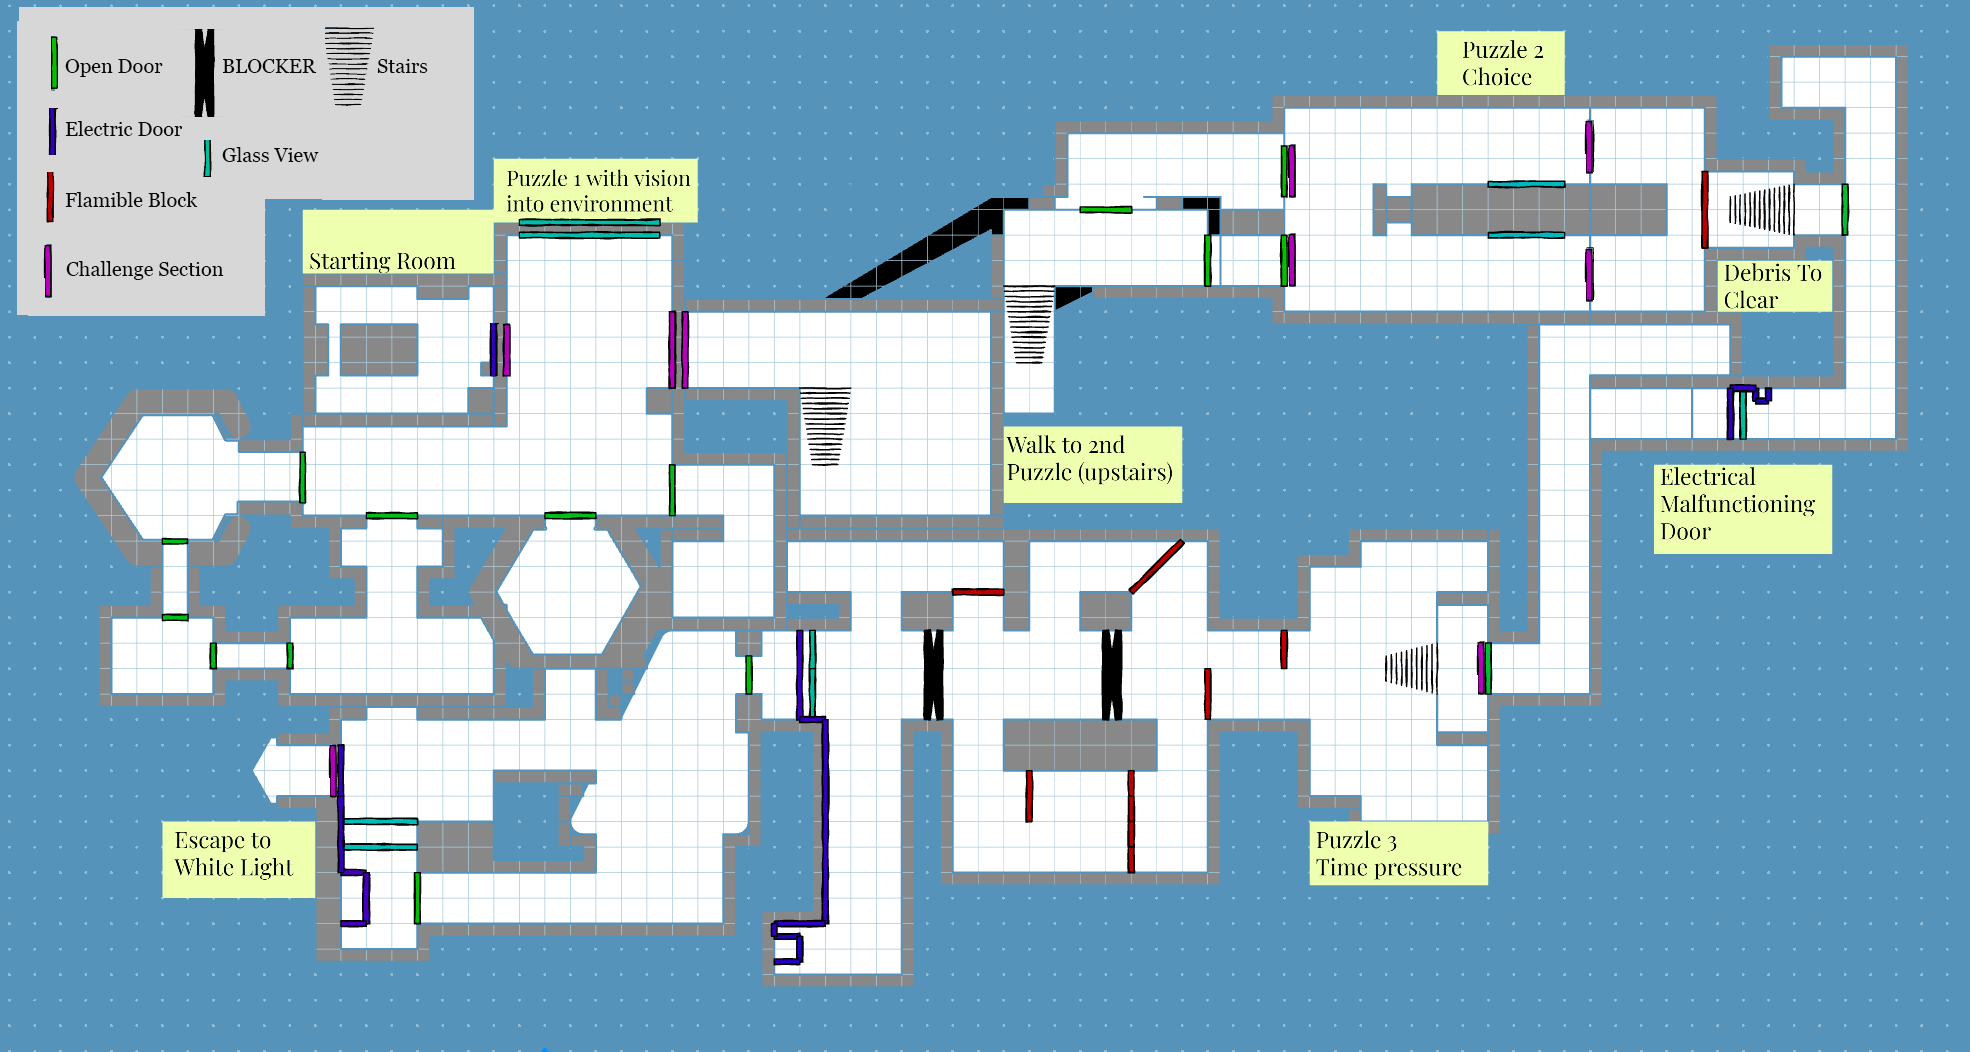 Open Door
BLOCKER
Stairs
Electric Door
Glass View
Flamible Block
Challenge Section
Starting Room
Puzzle 1 with vision
into environment
Puzzle 2
Choice
Debris To
Clear
Walk to 2nd
Puzzle (upstairs)
Electrical
Malfunctioning
Door
Escape to
White Light
Puzzle 3
Time pressure